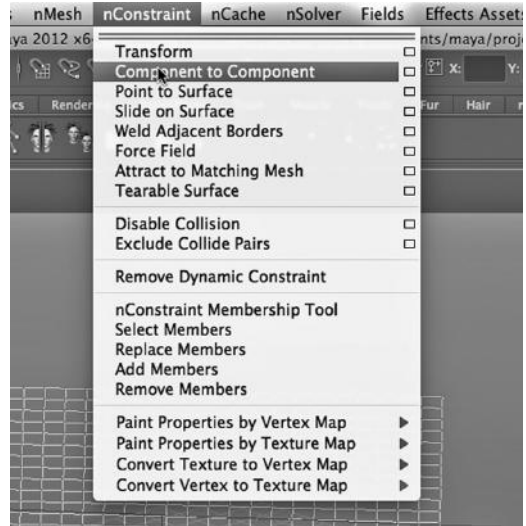 nMesh nConstraint nCache nSolver Fields Effects Asset
ya 2012 x6 nts/maya/proj
Transform
X: Y:
Component to Component
Point to Surface
cs Render Fur Hair
Slide on Surface
Weld Adjacent Borders
Force Field
Attract to Matching Mesh
Tearable Surface
Disable Collision
Exclude Collide Pairs
Remove Dynamic Constraint
nConstraint Membership Tool
Select Members
Replace Members
Add Members
Remove Members
Paint Properties by Vertex Map
Paint Properties by Texture Map
Convert Texture to Vertex Map
Convert Vertex to Texture Map